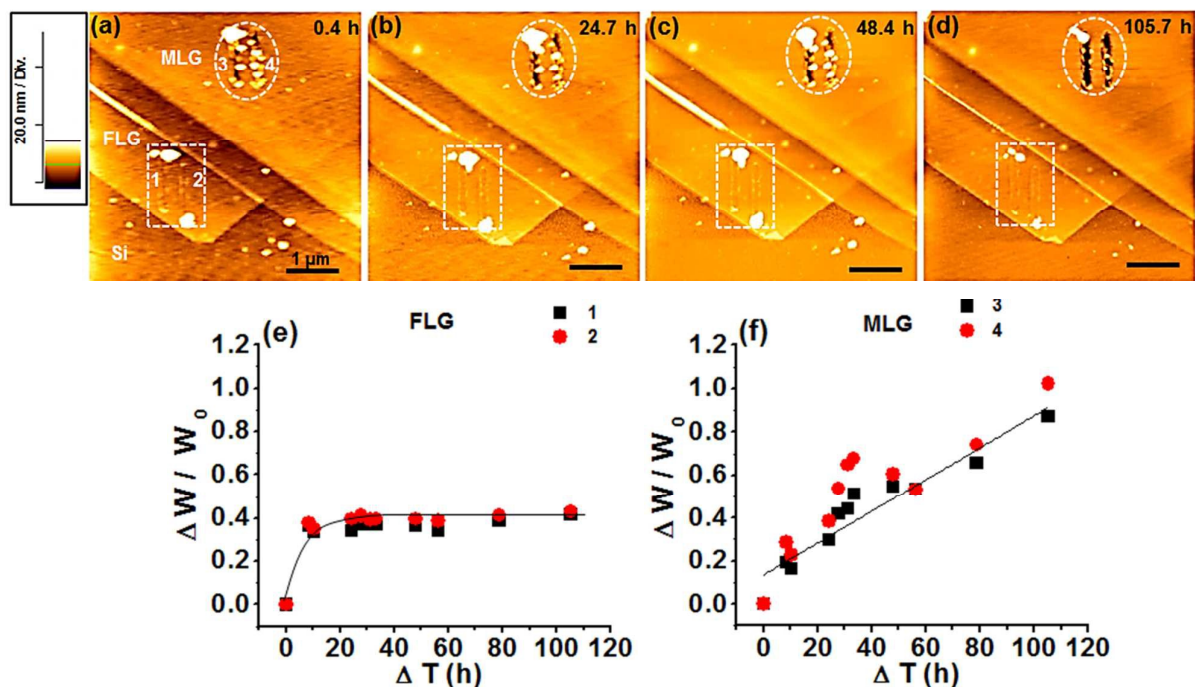 20.0 nm / Div.
(a) 0.4 h
MLG
3 4
FLG
1 2
Si
1 µm
(b) 24.7 h
(c) 48.4 h
(d) 105.7 h
(e) FLG
1
2
1.2
1.0
0.8
0.6
0.4
0.2
0.0
Δ W / W0
0 20 40 60 80 100 120
Δ T (h)
(f) MLG
3
4
1.2
1.0
0.8
0.6
0.4
0.2
0.0
Δ W / W0
0 20 40 60 80 100 120
Δ T (h)